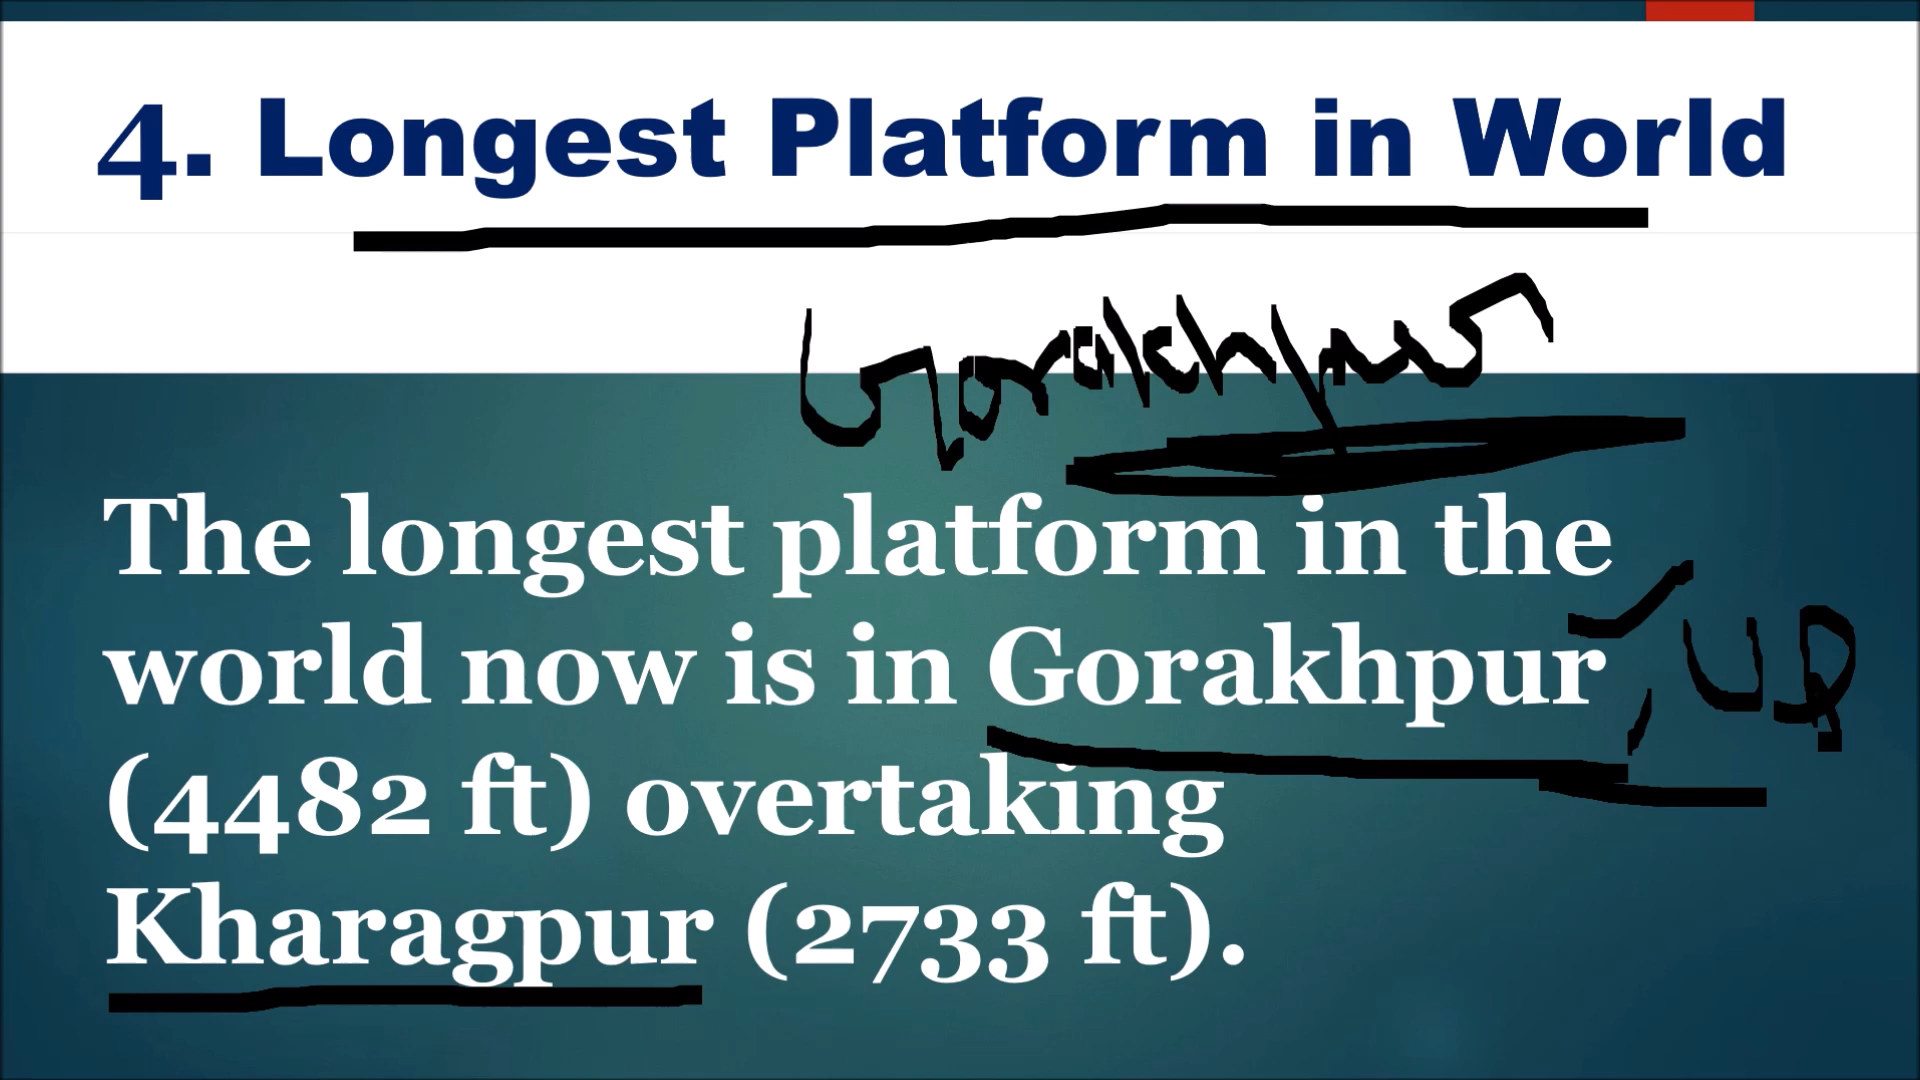 4. Longest Platform in World
Gorakhpur
The longest platform in the
world now is in Gorakhpur , UP
(4482 ft) overtaking
Kharagpur (2733 ft).